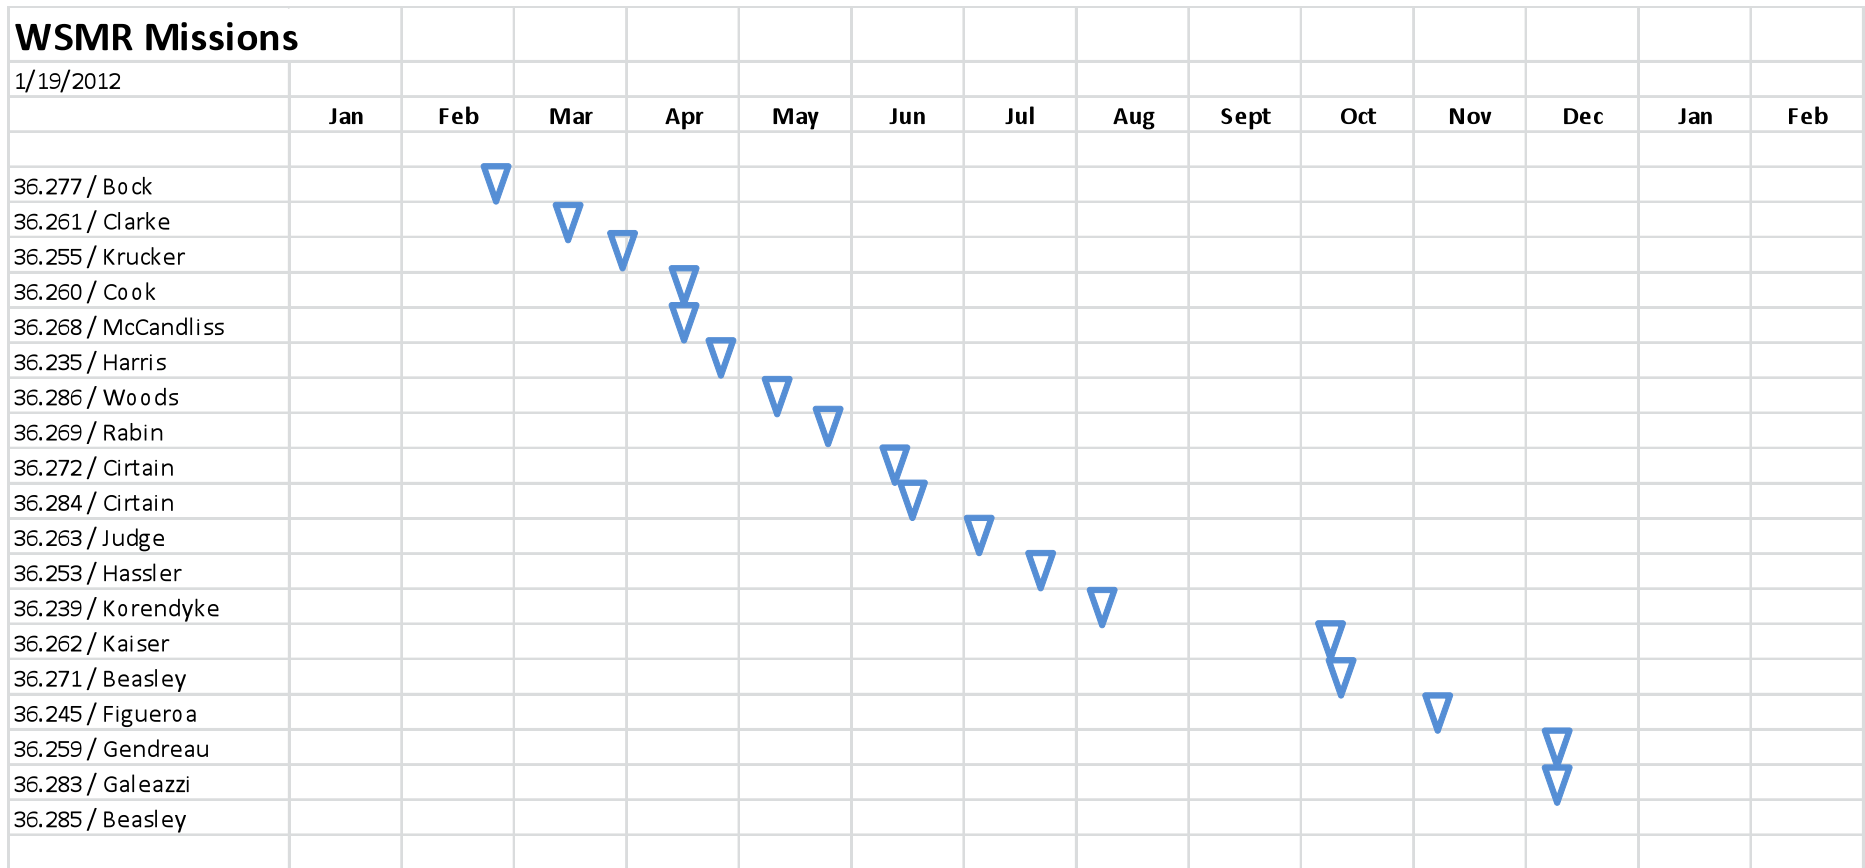 WSMR Missions
1/19/2012
Jan Feb Mar Apr May Jun Jul Aug Sept Oct Nov Dec Jan Feb
36.277 / Bock
36.261 / Clarke
36.255 / Krucker
36.260 / Cook
36.268 / McCandliss
36.235 / Harris
36.286 / Woods
36.269 / Rabin
36.272 / Cirtain
36.284 / Cirtain
36.263 / Judge
36.253 / Hassler
36.239 / Korendyke
36.262 / Kaiser
36.271 / Beasley
36.245 / Figueroa
36.259 / Gendreau
36.283 / Galeazzi
36.285 / Beasley